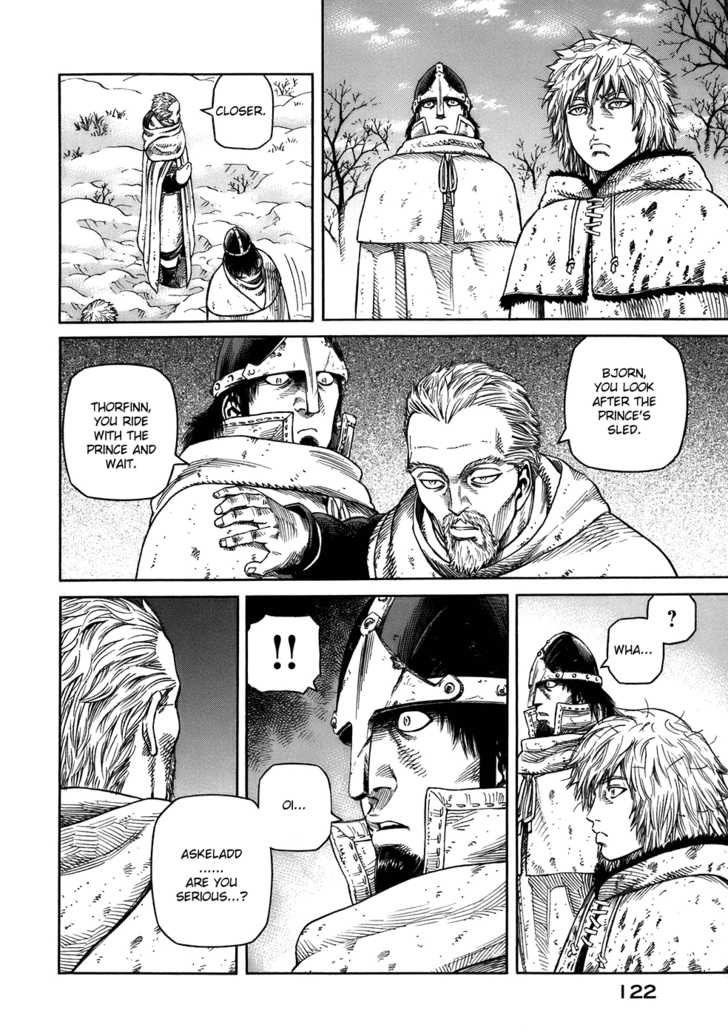 CLOSER.
BJORN,
YOU LOOK
AFTER THE
PRINCE'S
SLED.
THORFINN,
YOU RIDE
WITH THE
PRINCE AND
WAIT.
?
WHA...
!!
OI...
ASKELADD
......
ARE YOU
SERIOUS...?
122